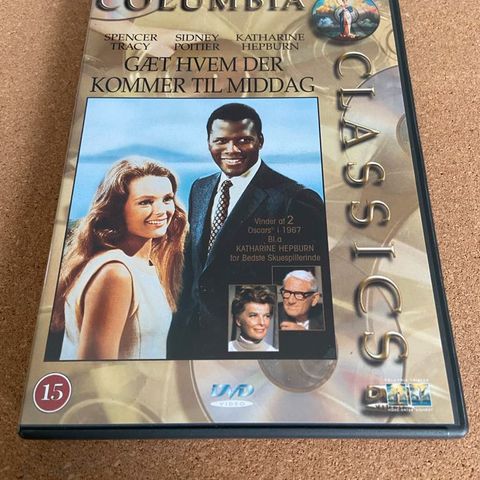 COLUMBIA
SPENCER TRACY
SIDNEY POITIER
KATHARINE HEPBURN
GÆT HVEM DER
KOMMER TIL MIDDAG
CLASSICS
Vinder af 2
Oscars® i 1967
Bl.a
KATHARINE HEPBURN
for Bedste Skuespillerinde
15
DVD
VIDEO